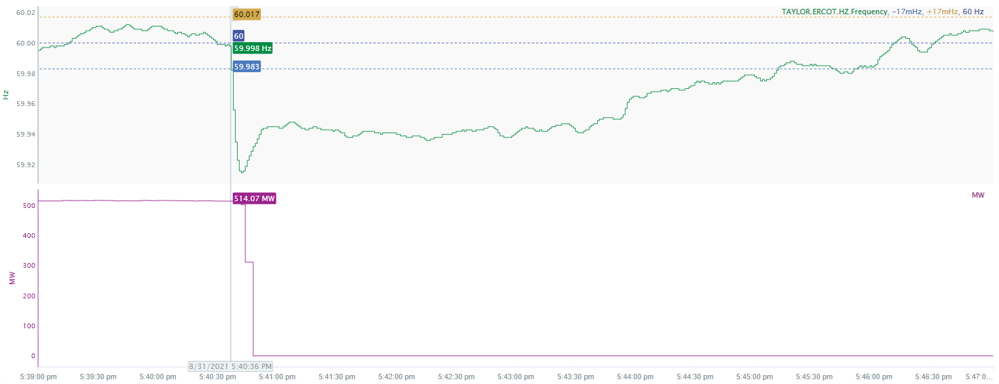 60.02
60.017
TAYLOR.ERCOT.HZ.Frequency, −17mHz, +17mHz, 60 Hz
60
60.00
59.998 Hz
59.983
59.98
Hz
59.96
59.94
59.92
514.07 MW
MW
500
400
300
MW
200
100
0
8/31/2021 5:40:36 PM
5:39:00 pm 5:39:30 pm 5:40:00 pm 5:40:30 pm 5:41:00 pm 5:41:30 pm 5:42:00 pm 5:42:30 pm 5:43:00 pm 5:43:30 pm 5:44:00 pm 5:44:30 pm 5:45:00 pm 5:45:30 pm 5:46:00 pm 5:46:30 pm 5:47:0...